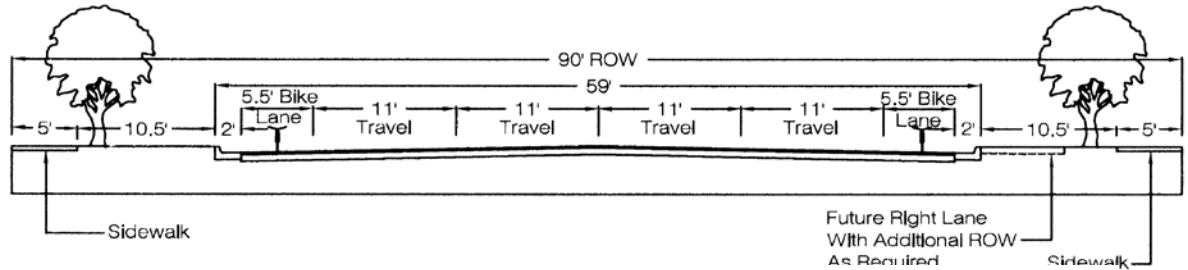 90' ROW
59'
5.5' Bike
Lane
11'
Travel
11'
Travel
11'
Travel
11'
Travel
5.5' Bike
Lane
5'
10.5'
2'
2'
10.5'
5'
Sidewalk
Future Right Lane
With Additional ROW
As Required
Sidewalk